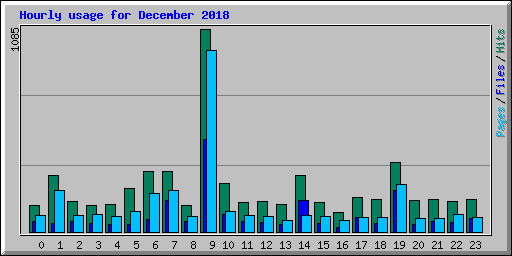 Hourly usage for December 2018
1085
Pages / Files / Hits
0 1 2 3 4 5 6 7 8 9 10 11 12 13 14 15 16 17 18 19 20 21 22 23